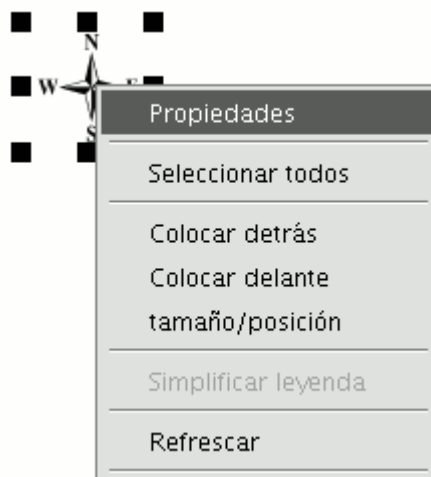 N
W E
S
Propiedades
Seleccionar todos
Colocar detrás
Colocar delante
tamaño/posición
Simplificar leyenda
Refrescar